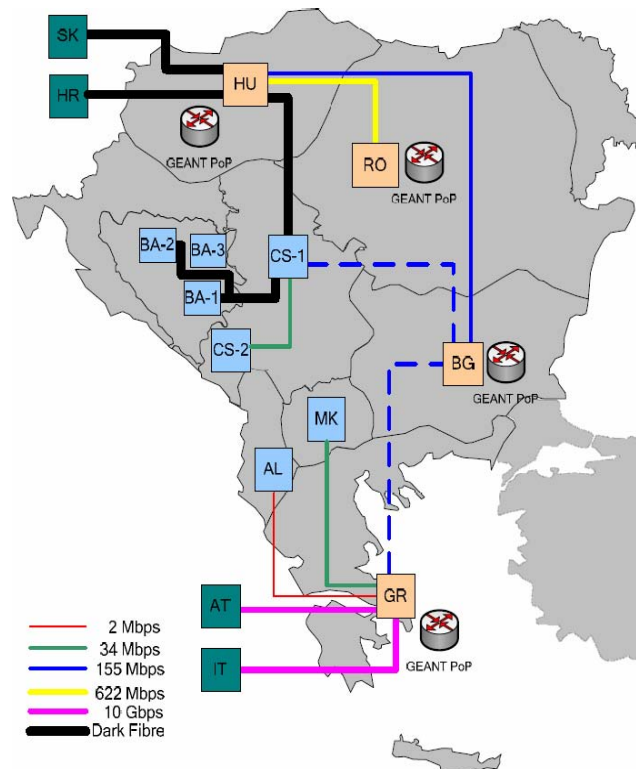 SK
HU
HR
GEANT PoP
RO
GEANT PoP
BA-2
BA-3
CS-1
BA-1
CS-2
BG
GEANT PoP
MK
AL
GR
AT
GEANT PoP
IT
2 Mbps
34 Mbps
155 Mbps
622 Mbps
10 Gbps
Dark Fibre